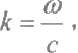 k = ω/c ,